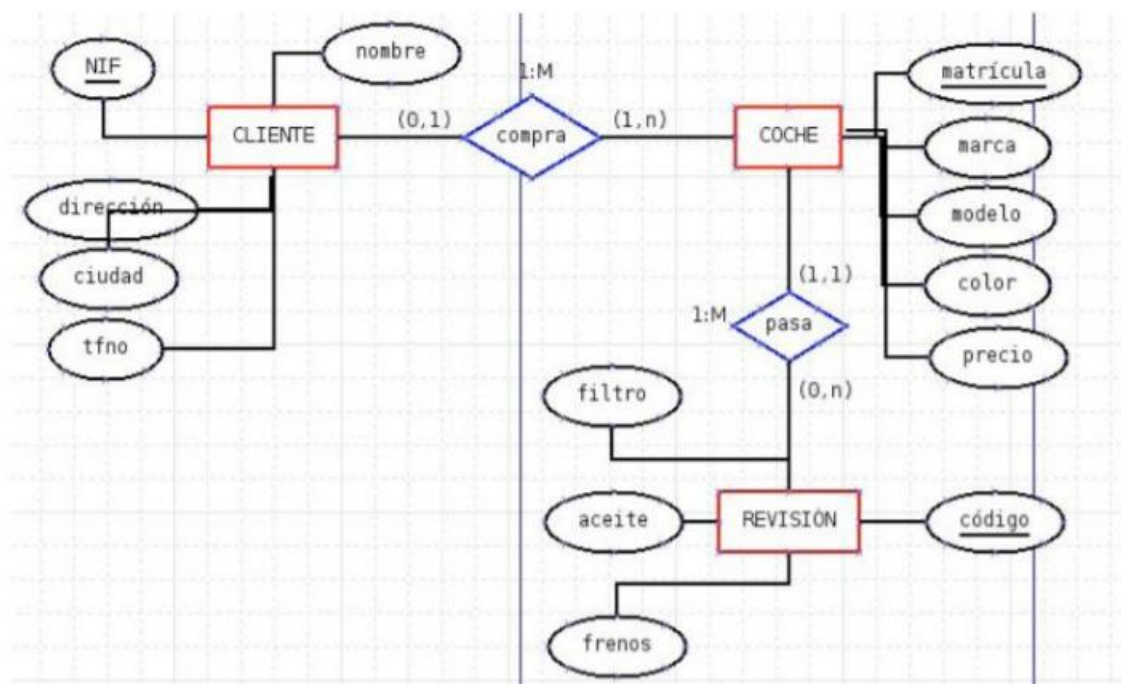 NIF
nombre
1:M
matrícula
CLIENTE
(0,1)
compra
(1,n)
COCHE
marca
dirección
modelo
ciudad
(1,1)
color
1:M
pasa
tfno
precio
filtro
(0,n)
aceite
REVISIÓN
código
frenos